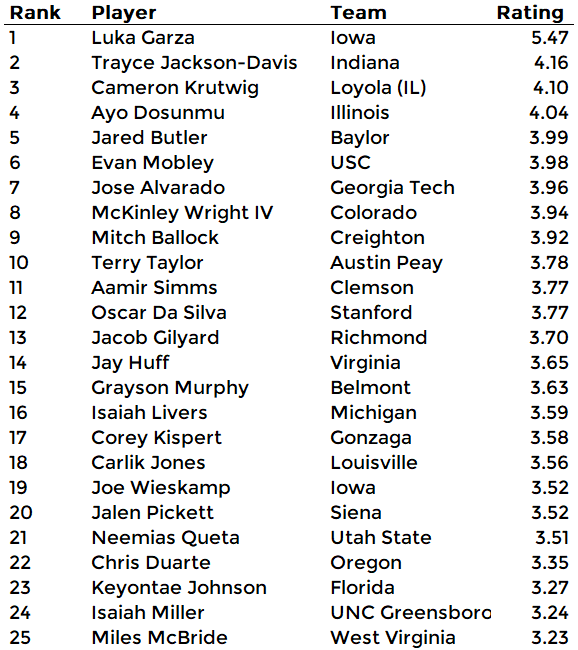 Rank Player Team Rating
1 Luka Garza Iowa 5.47
2 Trayce Jackson-Davis Indiana 4.16
3 Cameron Krutwig Loyola (IL) 4.10
4 Ayo Dosunmu Illinois 4.04
5 Jared Butler Baylor 3.99
6 Evan Mobley USC 3.98
7 Jose Alvarado Georgia Tech 3.96
8 McKinley Wright IV Colorado 3.94
9 Mitch Ballock Creighton 3.92
10 Terry Taylor Austin Peay 3.78
11 Aamir Simms Clemson 3.77
12 Oscar Da Silva Stanford 3.77
13 Jacob Gilyard Richmond 3.70
14 Jay Huff Virginia 3.65
15 Grayson Murphy Belmont 3.63
16 Isaiah Livers Michigan 3.59
17 Corey Kispert Gonzaga 3.58
18 Carlik Jones Louisville 3.56
19 Joe Wieskamp Iowa 3.52
20 Jalen Pickett Siena 3.52
21 Neemias Queta Utah State 3.51
22 Chris Duarte Oregon 3.35
23 Keyontae Johnson Florida 3.27
24 Isaiah Miller UNC Greensboro 3.24
25 Miles McBride West Virginia 3.23